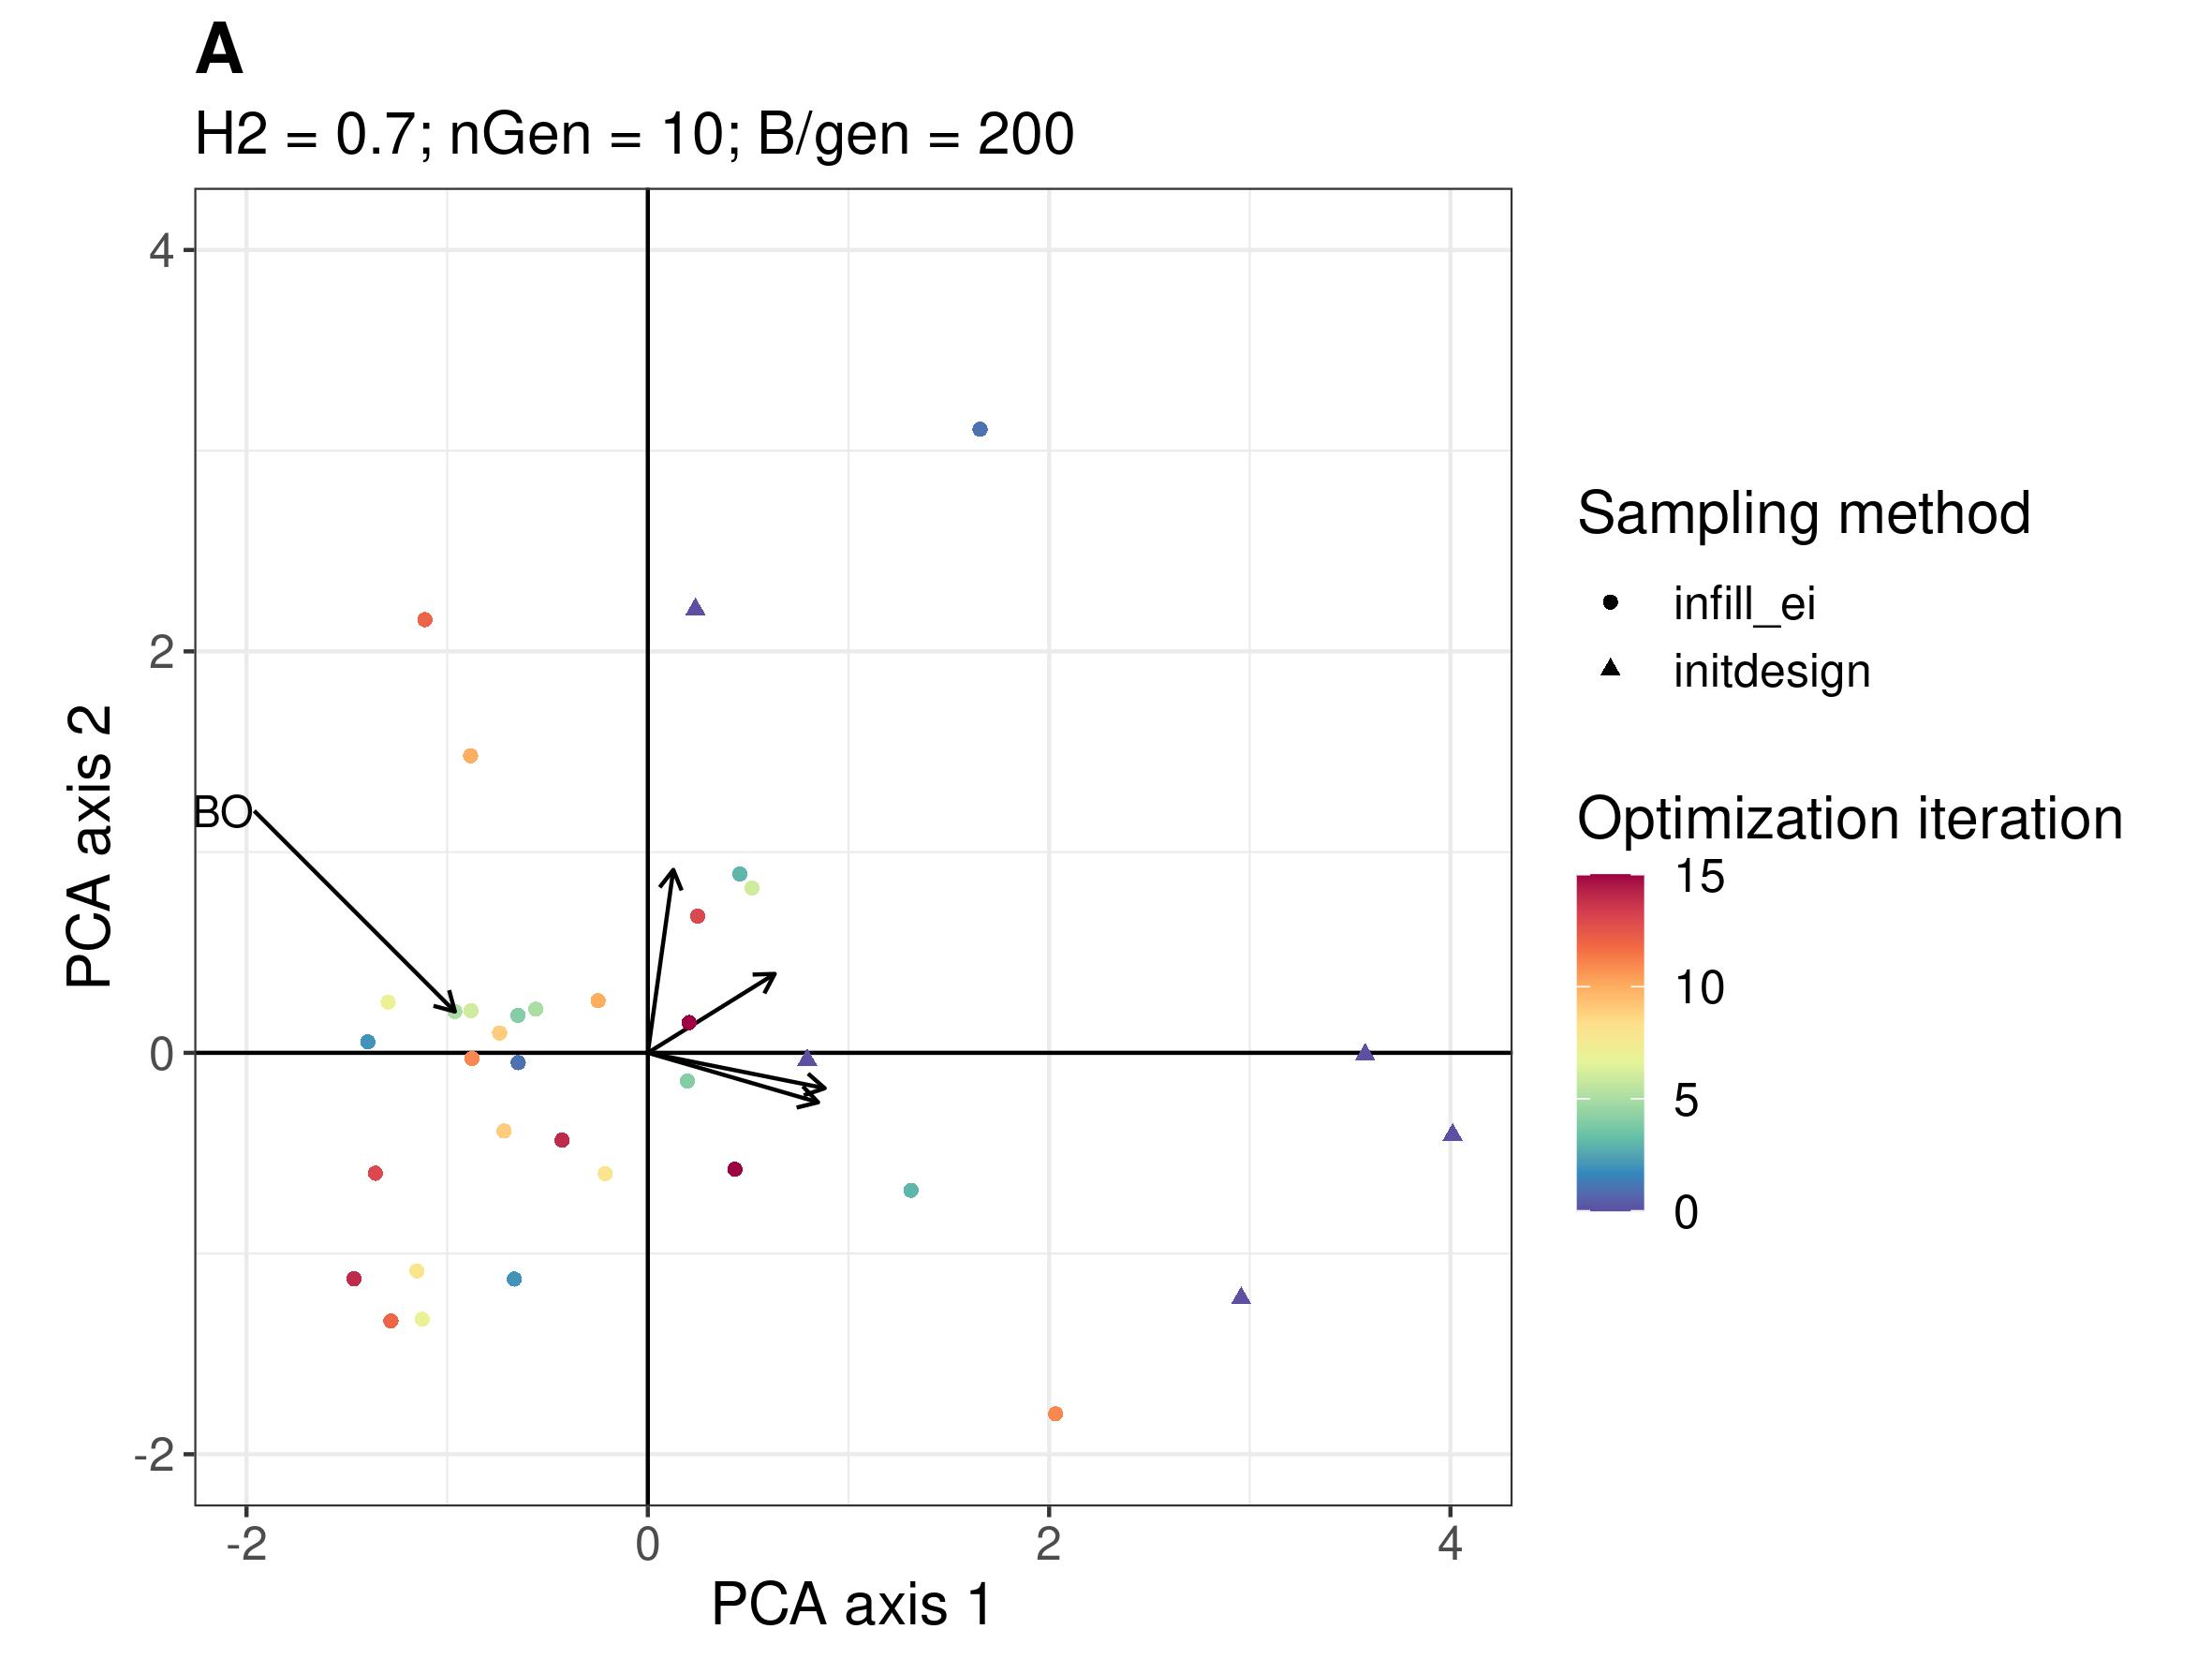 A
H2 = 0.7; nGen = 10; B/gen = 200
4
2
0
-2
BO
-2
0
2
4
PCA axis 1
PCA axis 2
Sampling method
infill_ei
initdesign
Optimization iteration
15
10
5
0